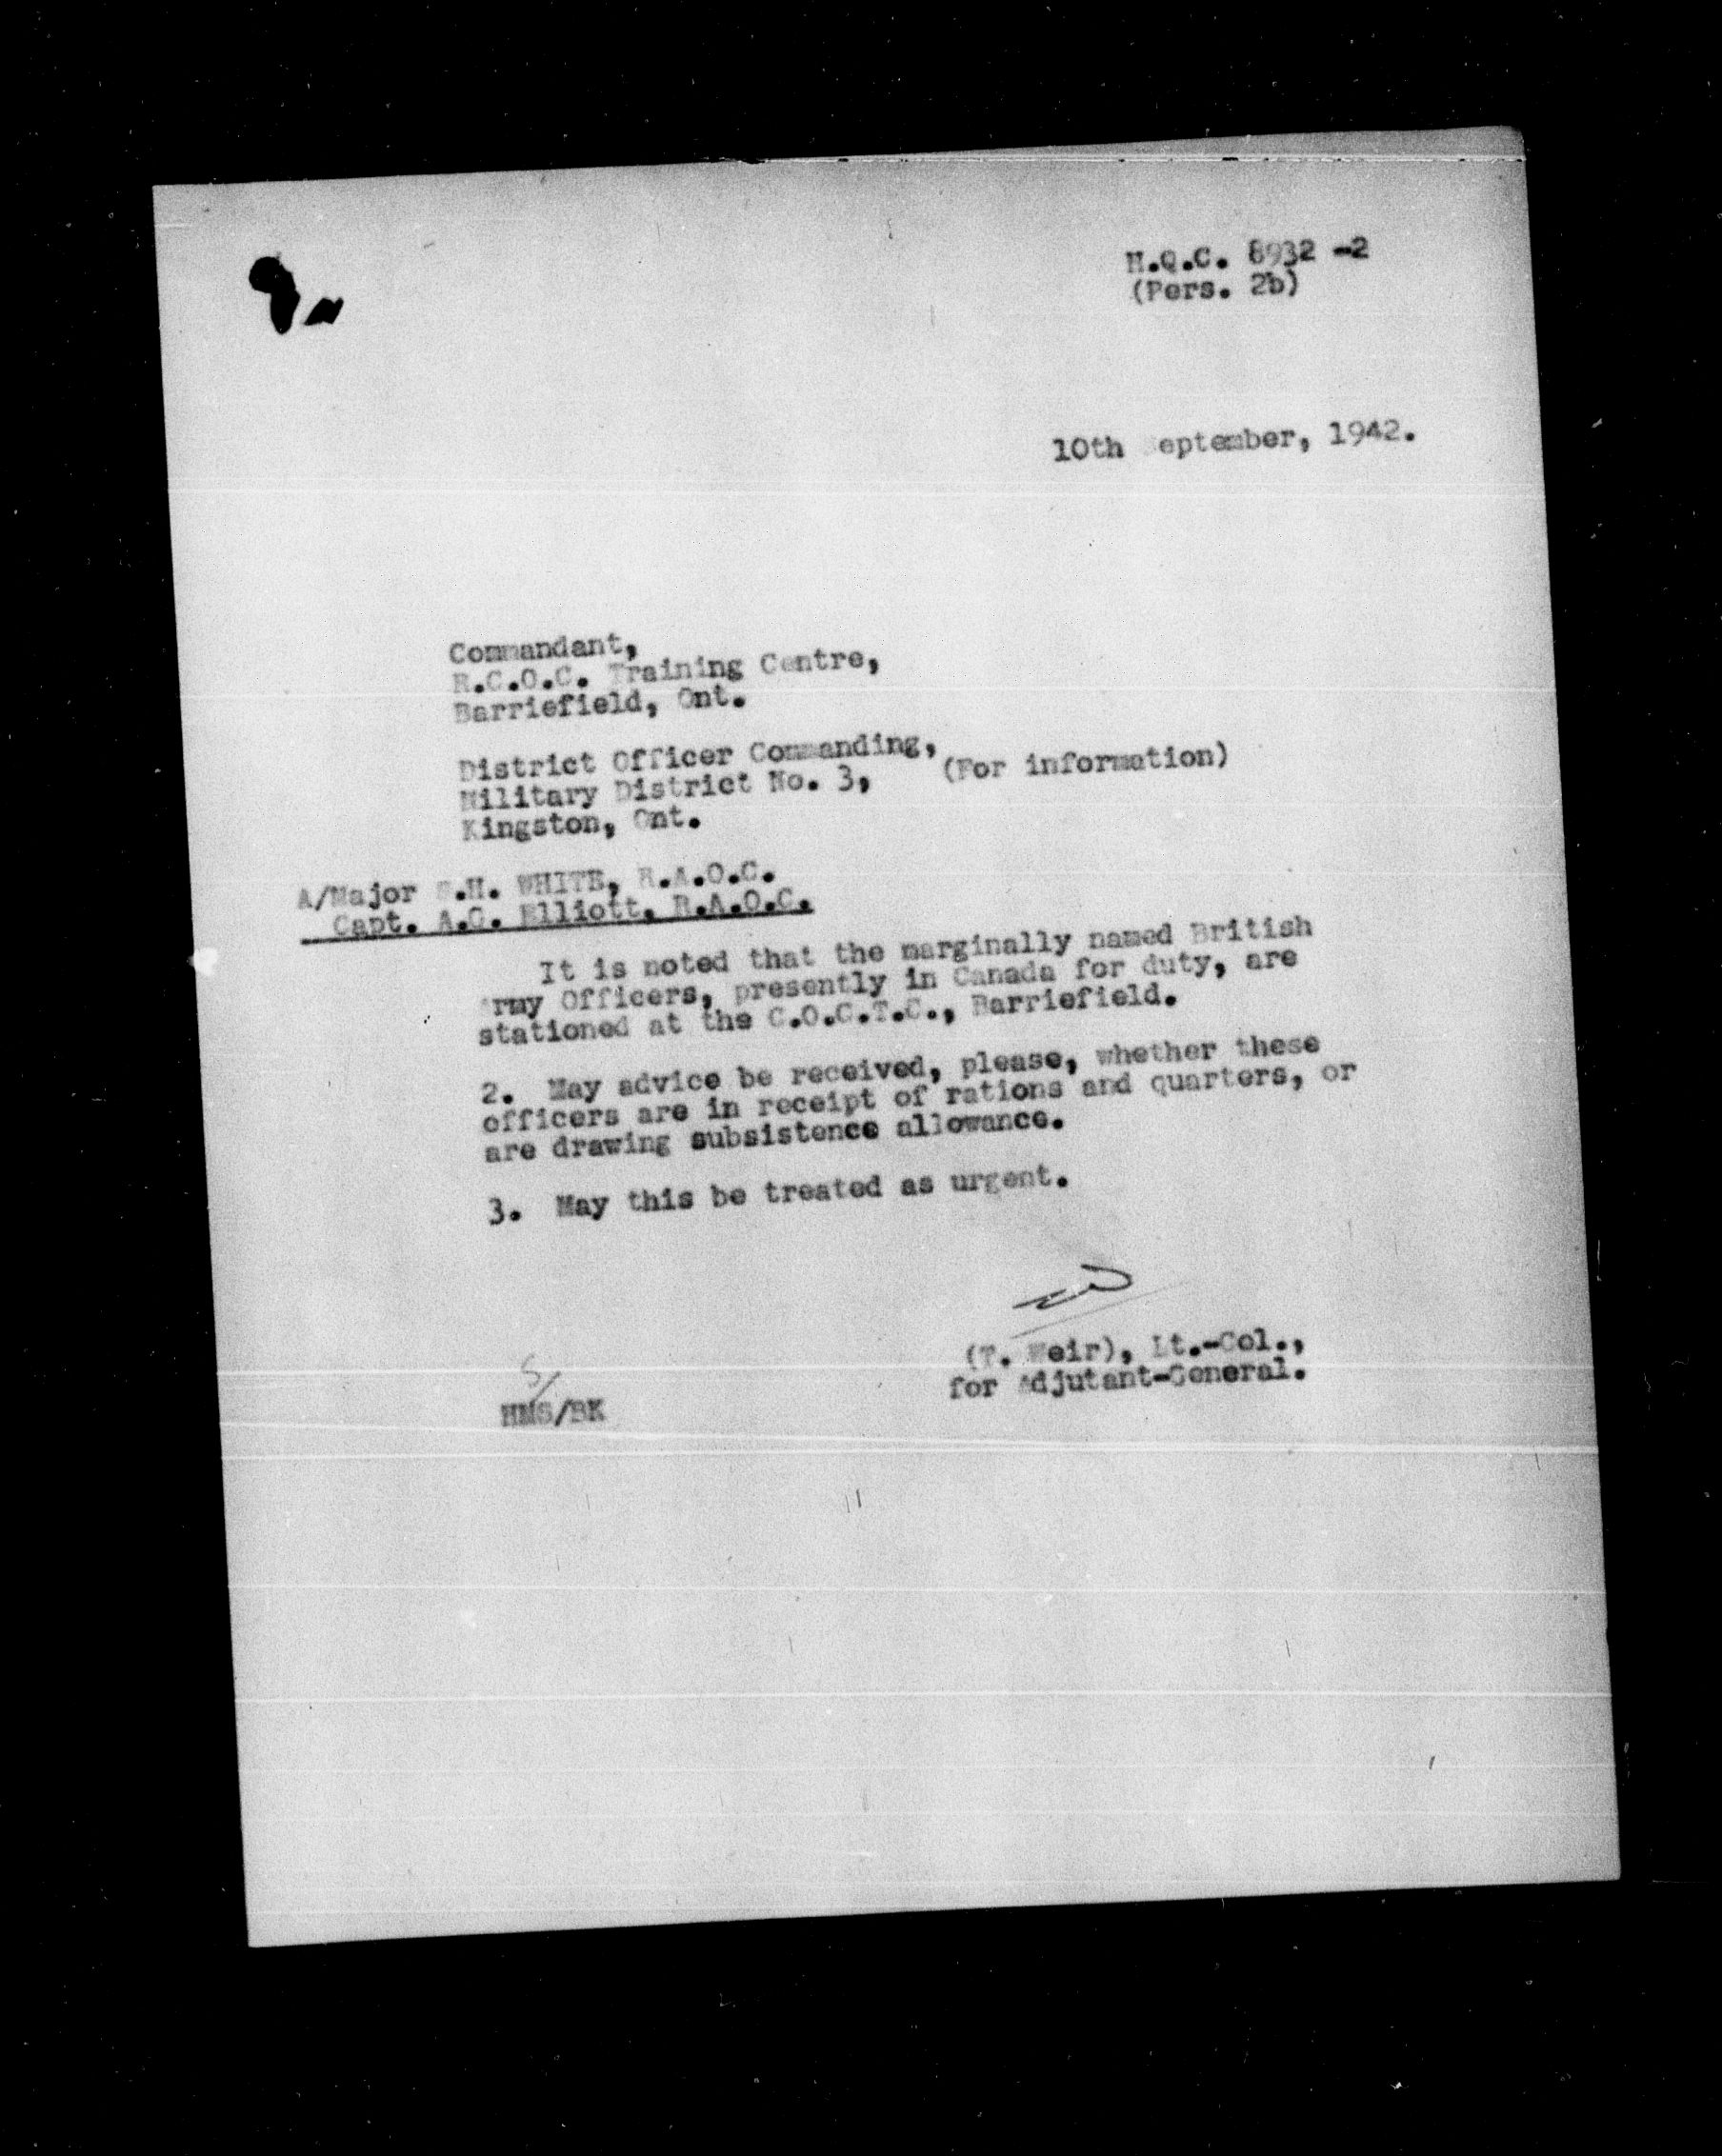 H.Q.C. 8932 -2
(Pers. 2b)
10th September, 1942.
Commandant,
R.C.O.C. Training Centre,
Barriefield, Ont.
District Officer Commanding,
Military District No. 3, (For information)
Kingston, Ont.
A/Major .H. WHITE, R.A.O.C.
Capt. A.G. Elliott, R.A.O.C.
It is noted that the marginally named British
Army Officers, presently in Canada for duty, are
stationed at the C.O.C.T.C., Barriefield.
2. May advice be received, please, whether these
officers are in receipt of rations and quarters, or
are drawing subsistence allowance.
3. May this be treated as urgent.
(T. Weir), Lt.-Col.,
for Adjutant-General.
HMS/BK